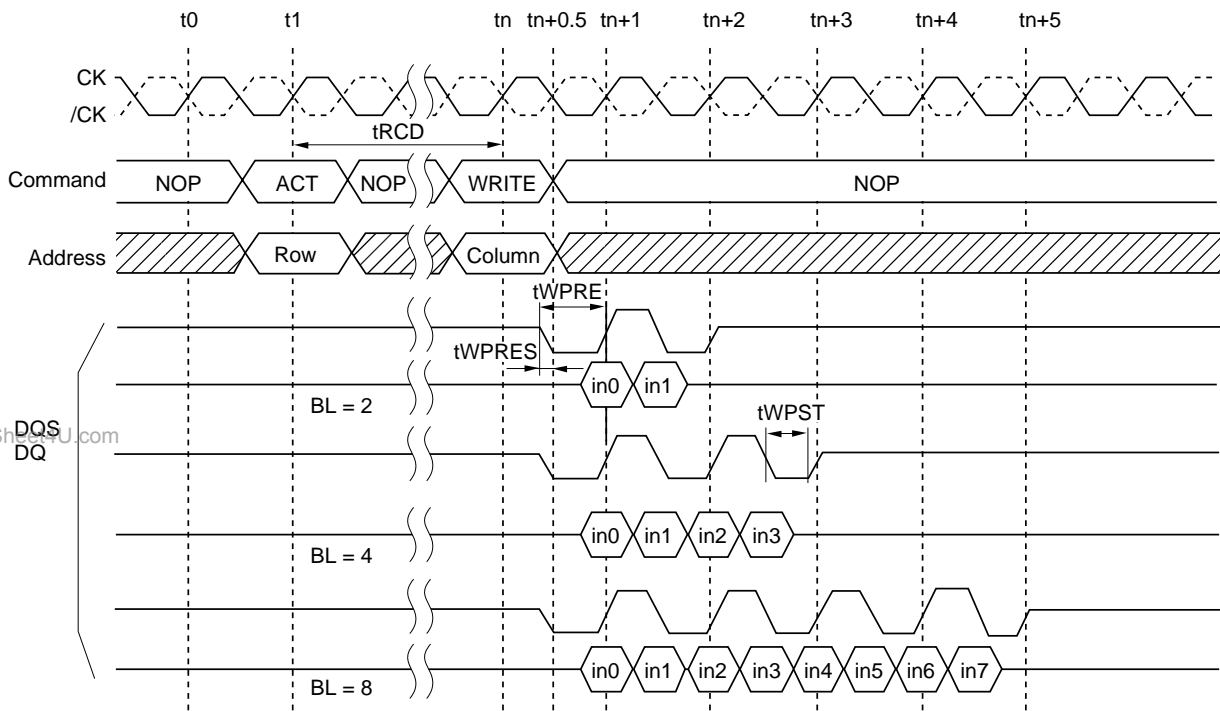 t0 t1 tn tn+0.5 tn+1 tn+2 tn+3 tn+4 tn+5
CK
/CK
tRCD
Command NOP ACT NOP WRITE NOP
Address Row Column
tWPRE
tWPRES
in0 in1
BL = 2
tWPST
DQS
DQ
in0 in1 in2 in3
BL = 4
in0 in1 in2 in3 in4 in5 in6 in7
BL = 8